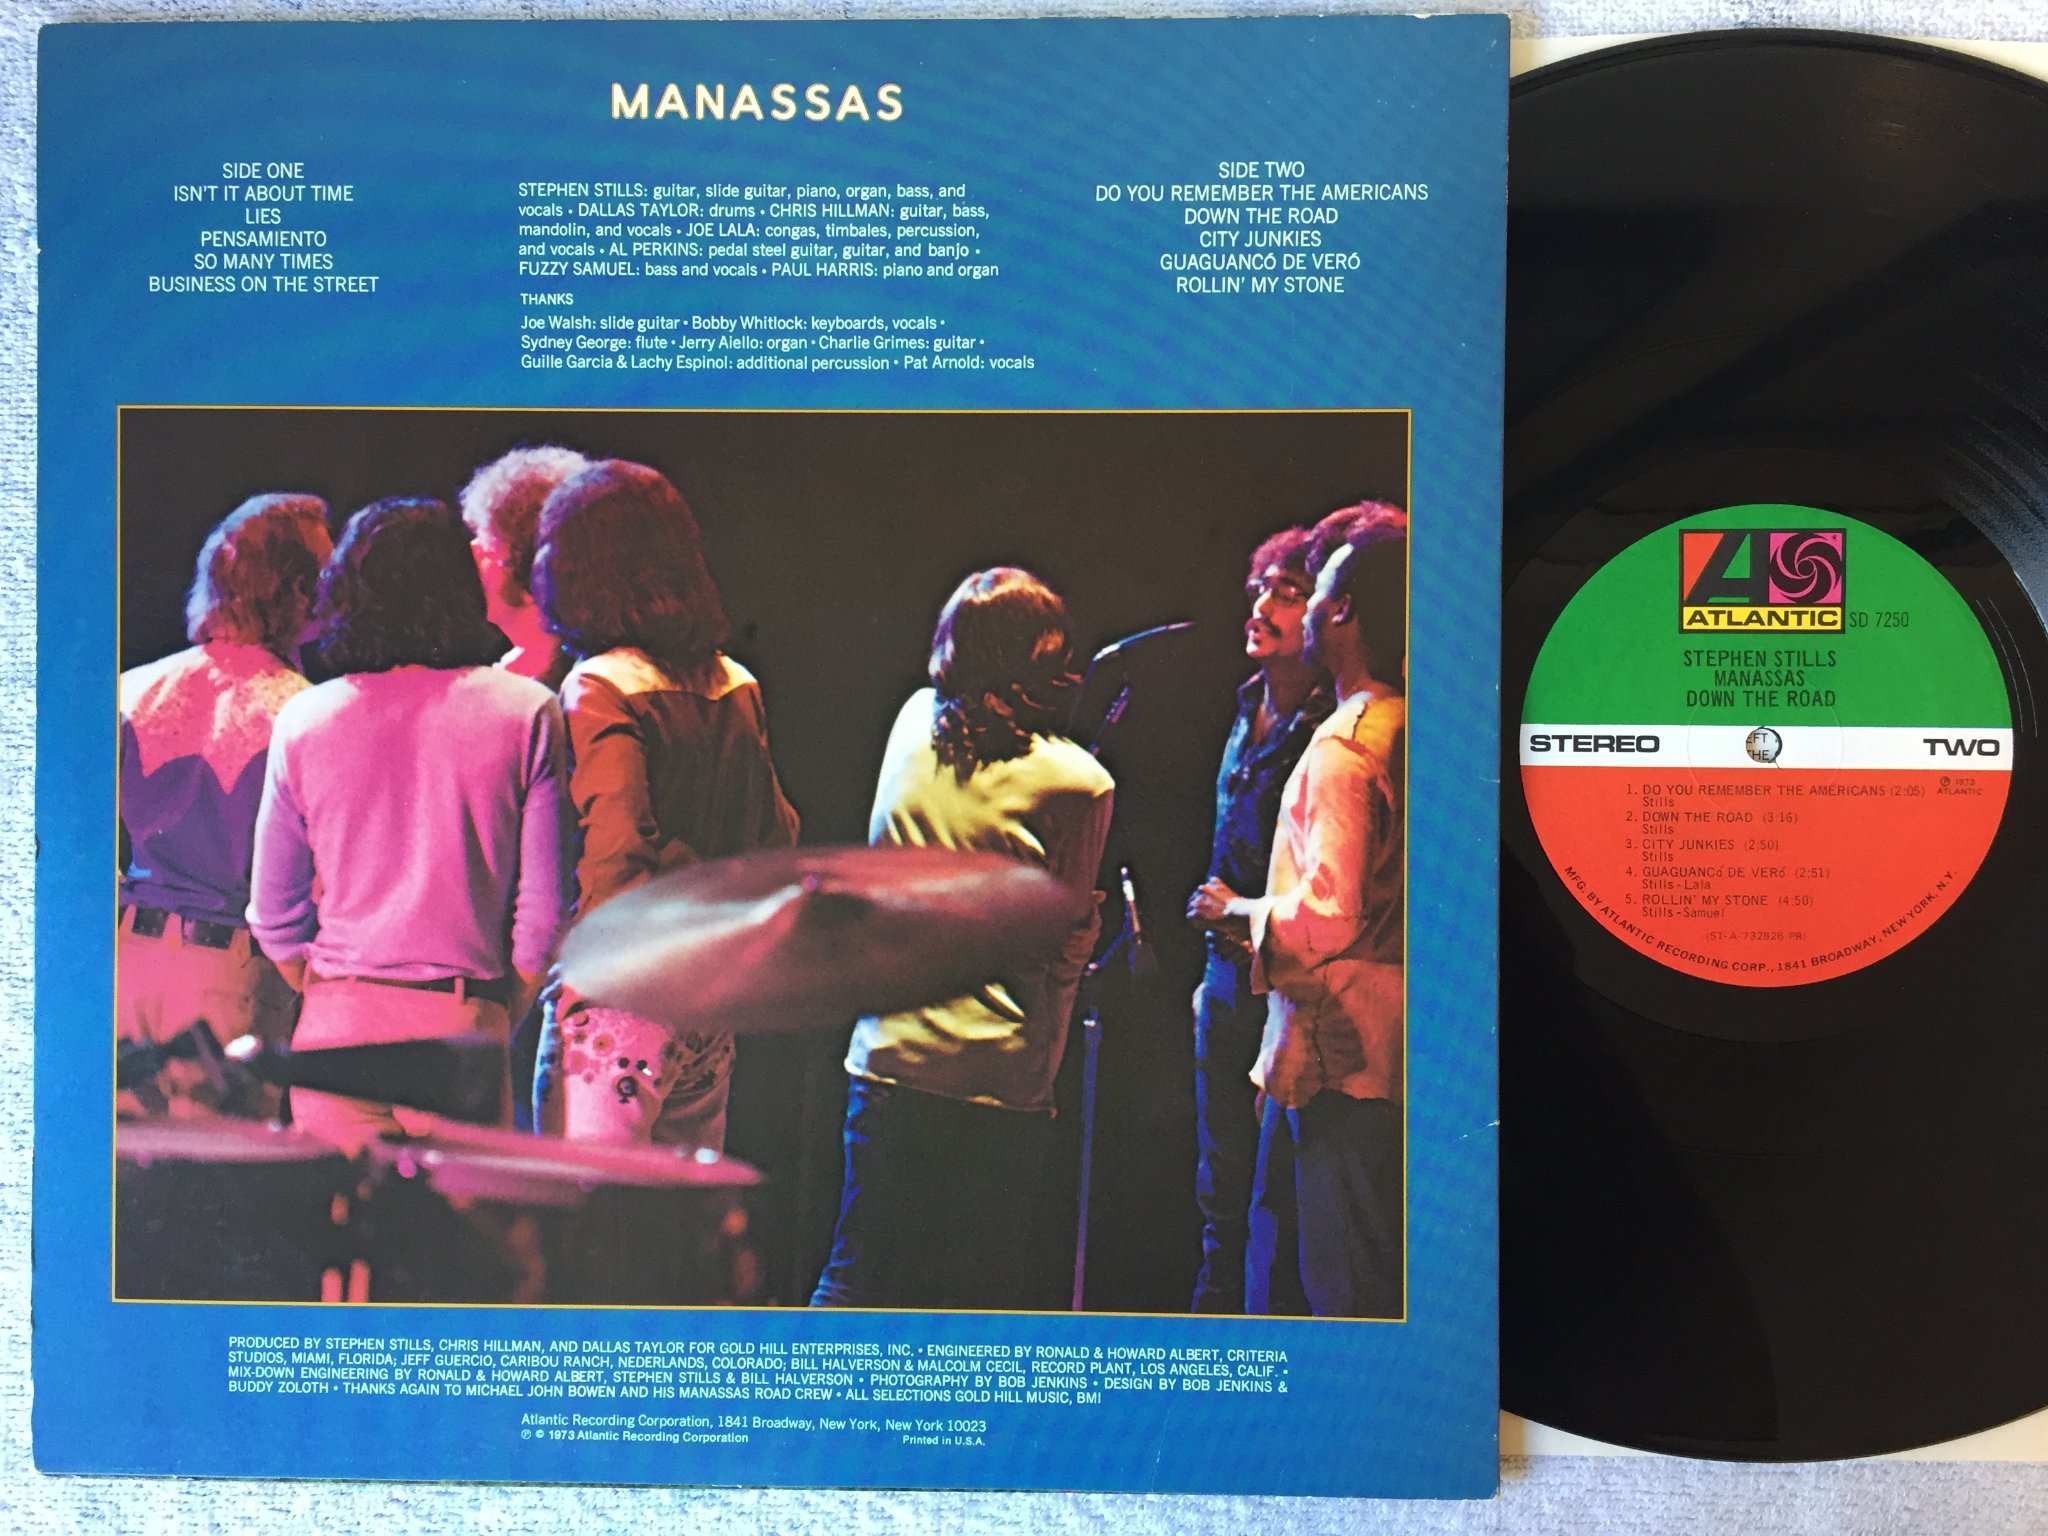 MANASSAS
SIDE ONE
ISN'T IT ABOUT TIME
LIES
PENSAMIENTO
SO MANY TIMES
BUSINESS ON THE STREET
STEPHEN STILLS: guitar, slide guitar, piano, organ, bass, and
vocals • DALLAS TAYLOR: drums • CHRIS HILLMAN: guitar, bass,
mandolin, and vocals • JOE LALA: congas, timbales, percussion,
and vocals • AL PERKINS: pedal steel guitar, guitar, and banjo •
FUZZY SAMUEL: bass and vocals • PAUL HARRIS: piano and organ
THANKS
Joe Walsh: slide guitar • Bobby Whitlock: keyboards, vocals •
Sydney George: flute • Jerry Aiello: organ • Charlie Grimes: guitar •
Guille Garcia & Lachy Espinol: additional percussion • Pat Arnold: vocals
SIDE TWO
DO YOU REMEMBER THE AMERICANS
DOWN THE ROAD
CITY JUNKIES
GUAGUANCÓ DE VERÓ
ROLLIN' MY STONE
PRODUCED BY STEPHEN STILLS, CHRIS HILLMAN, AND DALLAS TAYLOR FOR GOLD HILL ENTERPRISES, INC. • ENGINEERED BY RONALD & HOWARD ALBERT, CRITERIA
STUDIOS, MIAMI, FLORIDA; JEFF GUERCIO, CARIBOU RANCH, NEDERLANDS, COLORADO; BILL HALVERSON & MALCOLM CECIL, RECORD PLANT, LOS ANGELES, CALIF. •
MIX-DOWN ENGINEERING BY RONALD & HOWARD ALBERT, STEPHEN STILLS & BILL HALVERSON • PHOTOGRAPHY BY BOB JENKINS • DESIGN BY BOB JENKINS &
BUDDY ZOLOTH • THANKS AGAIN TO MICHAEL JOHN BOWEN AND HIS MANASSAS ROAD CREW • ALL SELECTIONS GOLD HILL MUSIC, BMI
Atlantic Recording Corporation, 1841 Broadway, New York, New York 10023
℗ © 1973 Atlantic Recording Corporation
Printed in U.S.A.
A
ATLANTIC
SD 7250
STEPHEN STILLS
MANASSAS
DOWN THE ROAD
STEREO
EFT
THE
TWO
℗ 1973
ATLANTIC
1. DO YOU REMEMBER THE AMERICANS (2:05)
Stills
2. DOWN THE ROAD (3:16)
Stills
3. CITY JUNKIES (2:50)
Stills
4. GUAGUANCó DE VERó (2:51)
Stills-Lala
5. ROLLIN' MY STONE (4:50)
Stills-Samuel
(ST-A-732826 PR)
MFG. BY ATLANTIC RECORDING CORP., 1841 BROADWAY, NEW YORK, N.Y.